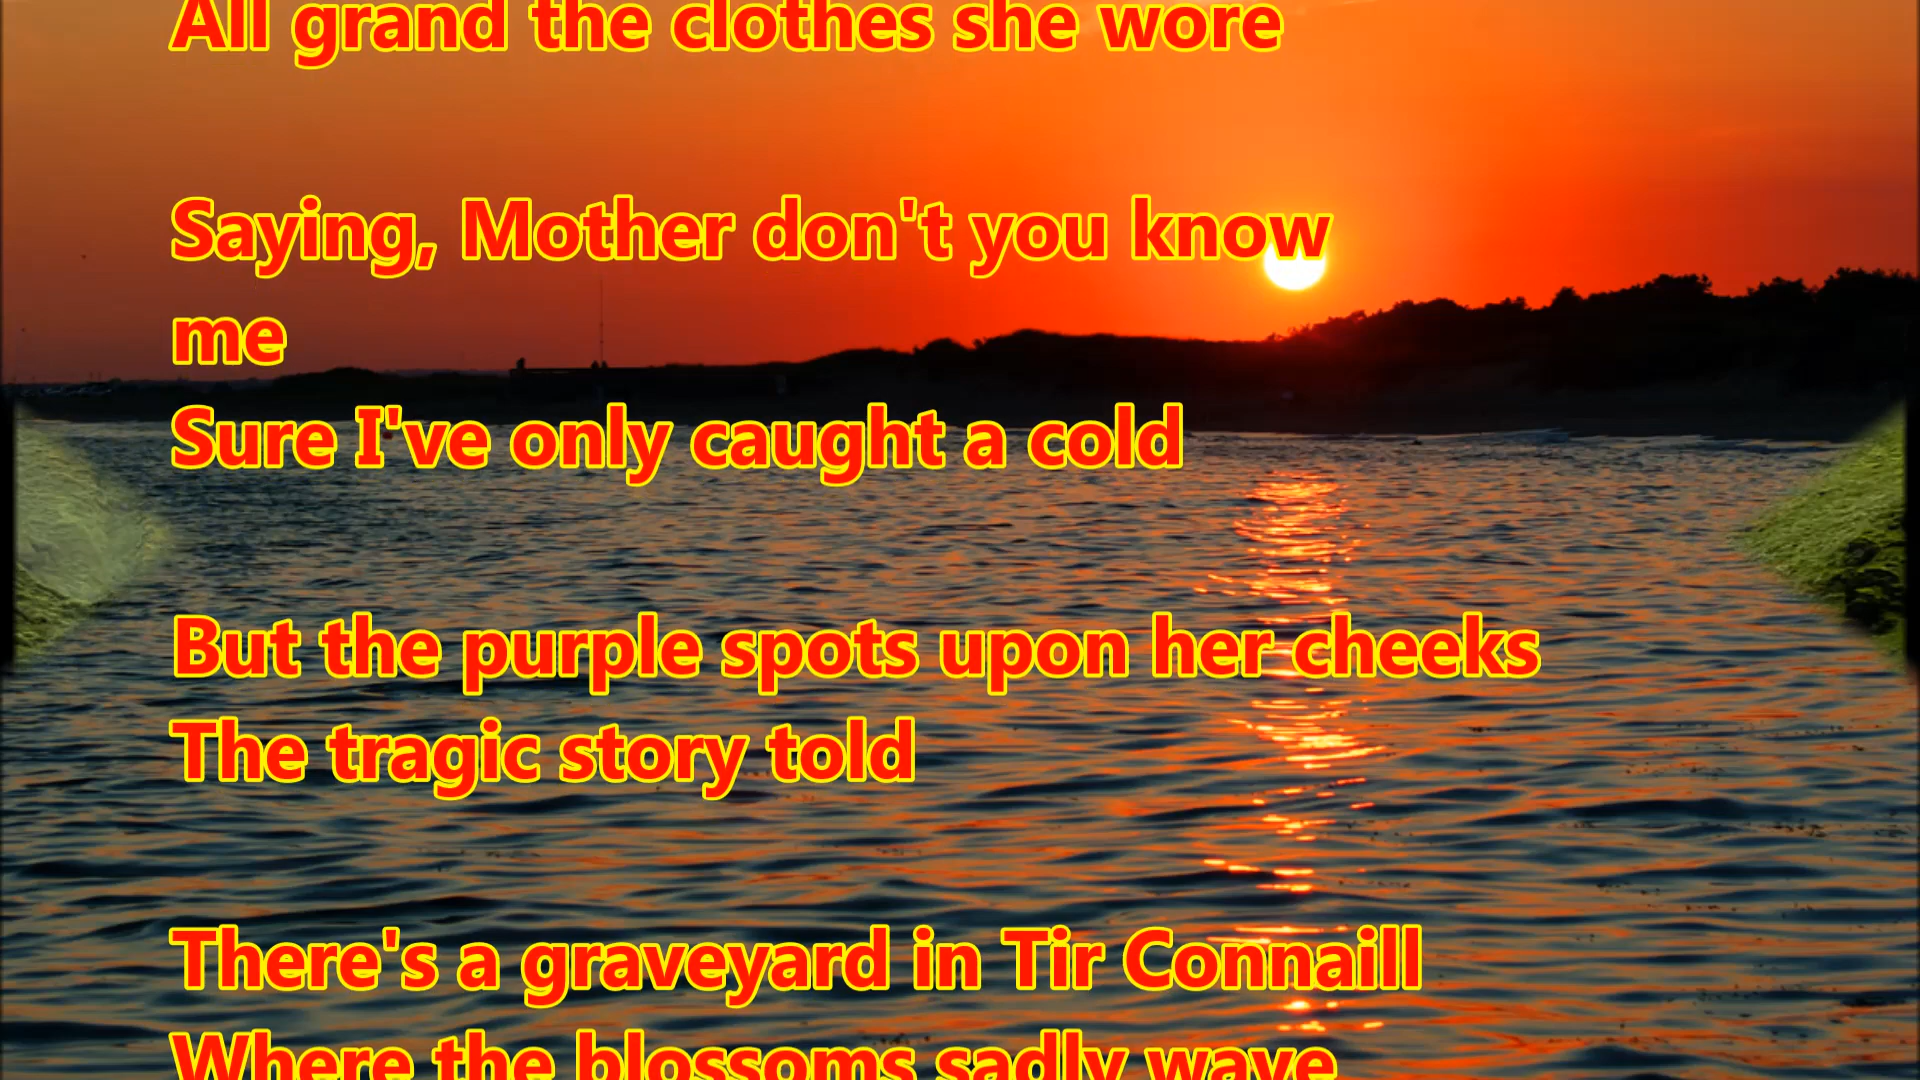 All grand the clothes she wore
Saying, Mother don't you know
me
Sure I've only caught a cold
But the purple spots upon her cheeks
The tragic story told
There's a graveyard in Tir Connaill
Where the blossoms sadly wave